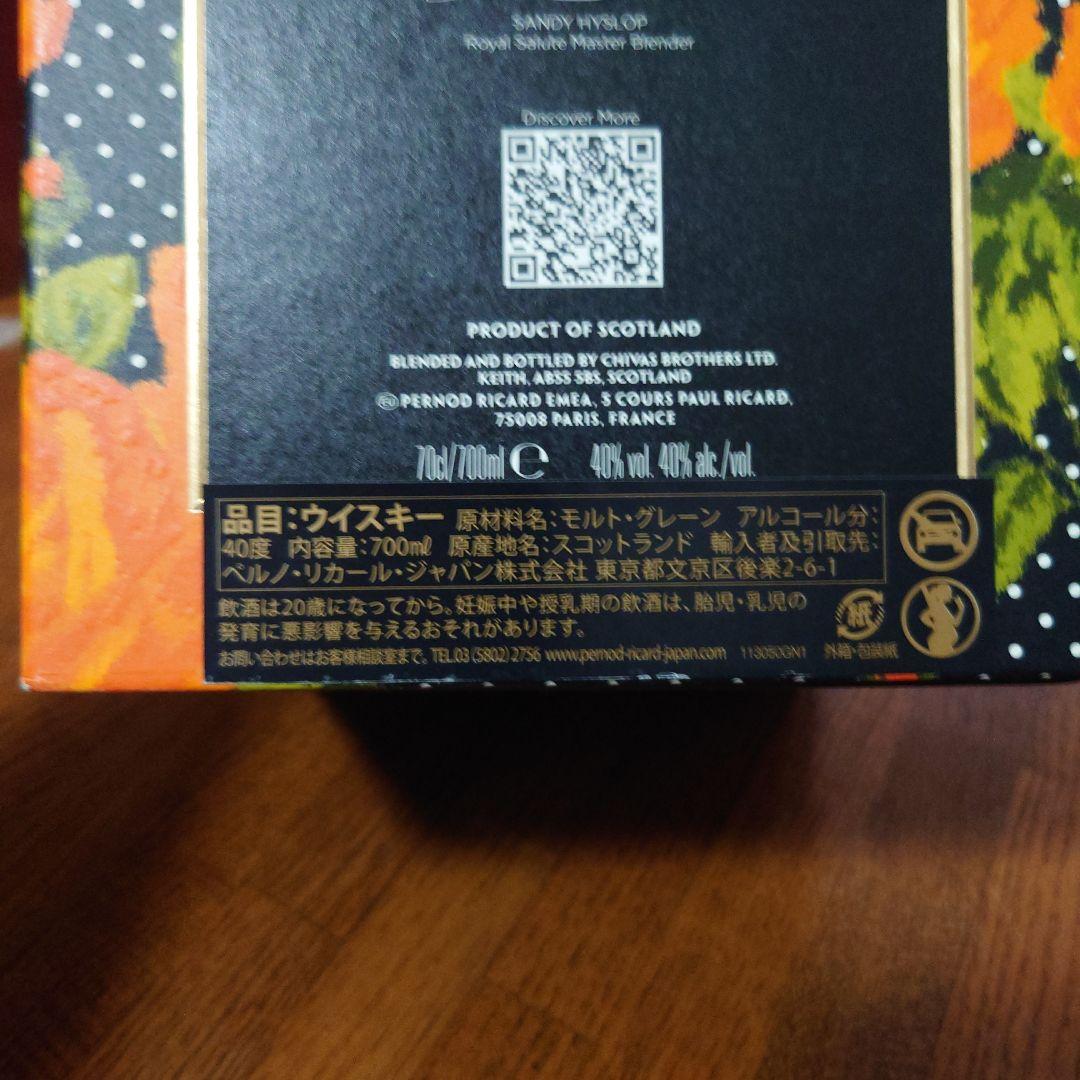 SANDY HYSLOP
Royal Salute Master Blender
Discover More
PRODUCT OF SCOTLAND
BLENDED AND BOTTLED BY CHIVAS BROTHERS LTD.
KEITH, AB55 5BS, SCOTLAND
EU PERNOD RICARD EMEA, 5 COURS PAUL RICARD,
75008 PARIS, FRANCE
70cl/700ml e 40% vol. 40% alc./vol.
品目:ウイスキー 原材料名:モルト・グレーン アルコール分:
40度 内容量:700㎖ 原産地名:スコットランド 輸入者及引取先:
ペルノ・リカール・ジャパン株式会社 東京都文京区後楽2-6-1
飲酒は20歳になってから。妊娠中や授乳期の飲酒は、胎児・乳児の
発育に悪影響を与えるおそれがあります。
紙
お問い合わせはお客様相談室まで。TEL.03 (5802) 2756 www.pernod-ricard-japan.com 113050GN1 外箱・包装紙